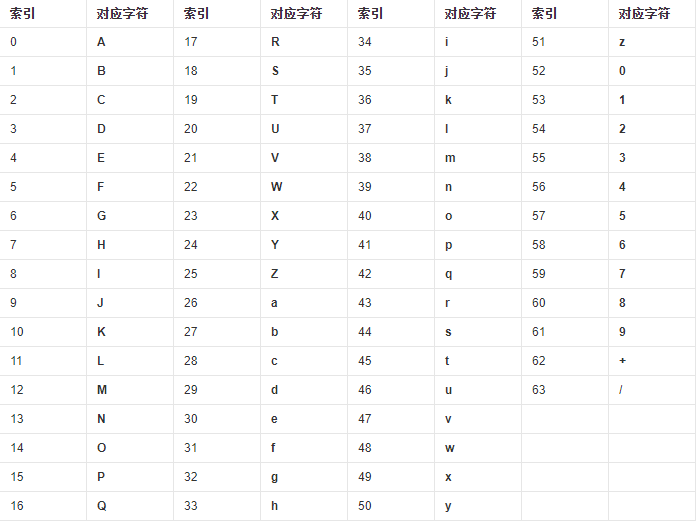 索引 对应字符 索引 对应字符 索引 对应字符 索引 对应字符
0 A 17 R 34 i 51 z
1 B 18 S 35 j 52 0
2 C 19 T 36 k 53 1
3 D 20 U 37 l 54 2
4 E 21 V 38 m 55 3
5 F 22 W 39 n 56 4
6 G 23 X 40 o 57 5
7 H 24 Y 41 p 58 6
8 I 25 Z 42 q 59 7
9 J 26 a 43 r 60 8
10 K 27 b 44 s 61 9
11 L 28 c 45 t 62 +
12 M 29 d 46 u 63 /
13 N 30 e 47 v
14 O 31 f 48 w
15 P 32 g 49 x
16 Q 33 h 50 y